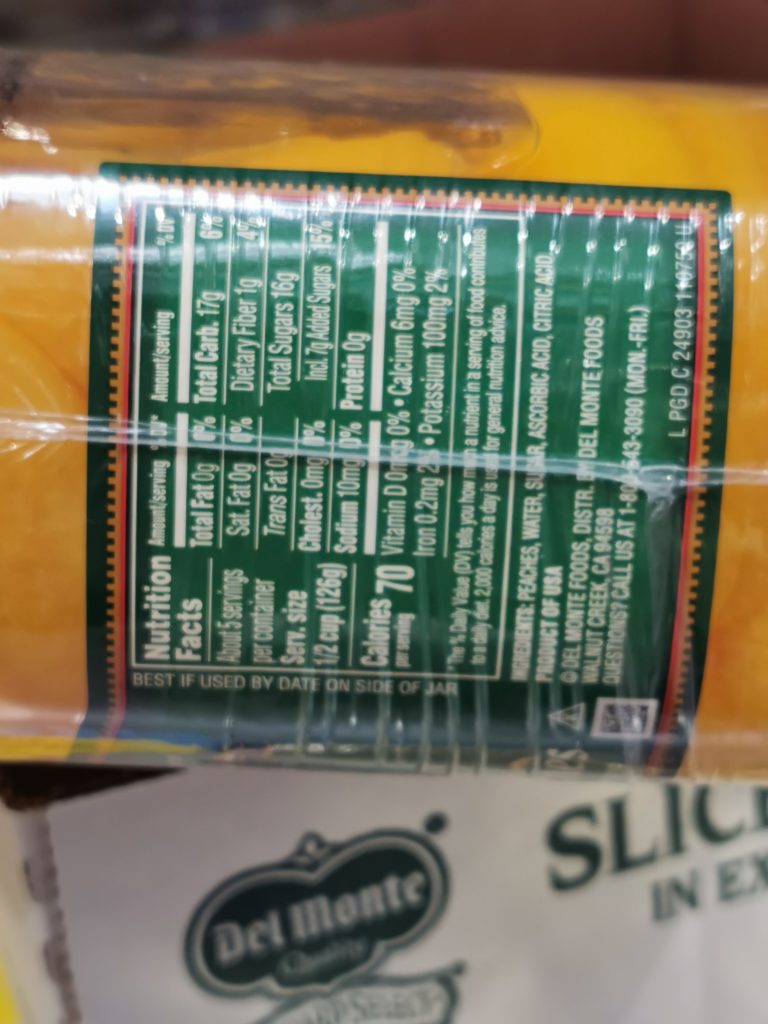 Nutrition
Facts
About 5 servings
per container
Serv. size
1/2 cup (126g)
Calories 70
per serving
Amount/serving
Total Fat 0g 0%
Sat. Fat 0g 0%
Trans Fat 0g
Cholest. 0mg 0%
Sodium 10mg 0%
Amount/serving
Total Carb. 17g 6%
Dietary Fiber 1g 4%
Total Sugars 16g
Incl. 7g Added Sugars 15%
Protein 0g
Vitamin D 0mcg 0% • Calcium 6mg 0%
Iron 0.2mg 2% • Potassium 100mg 2%
*The % Daily Value (DV) tells you how much a nutrient in a serving of food contributes
to a daily diet. 2,000 calories a day is used for general nutrition advice.
INGREDIENTS: PEACHES, WATER, SUGAR, ASCORBIC ACID, CITRIC ACID.
PRODUCT OF USA
© DEL MONTE FOODS, DISTR. BY DEL MONTE FOODS
WALNUT CREEK, CA 94598
QUESTIONS? CALL US AT 1-800-543-3090 (MON.-FRI.)
L PGD C 24903
BEST IF USED BY DATE ON SIDE OF JAR
Del Monte
Quality
SLIC
IN EX